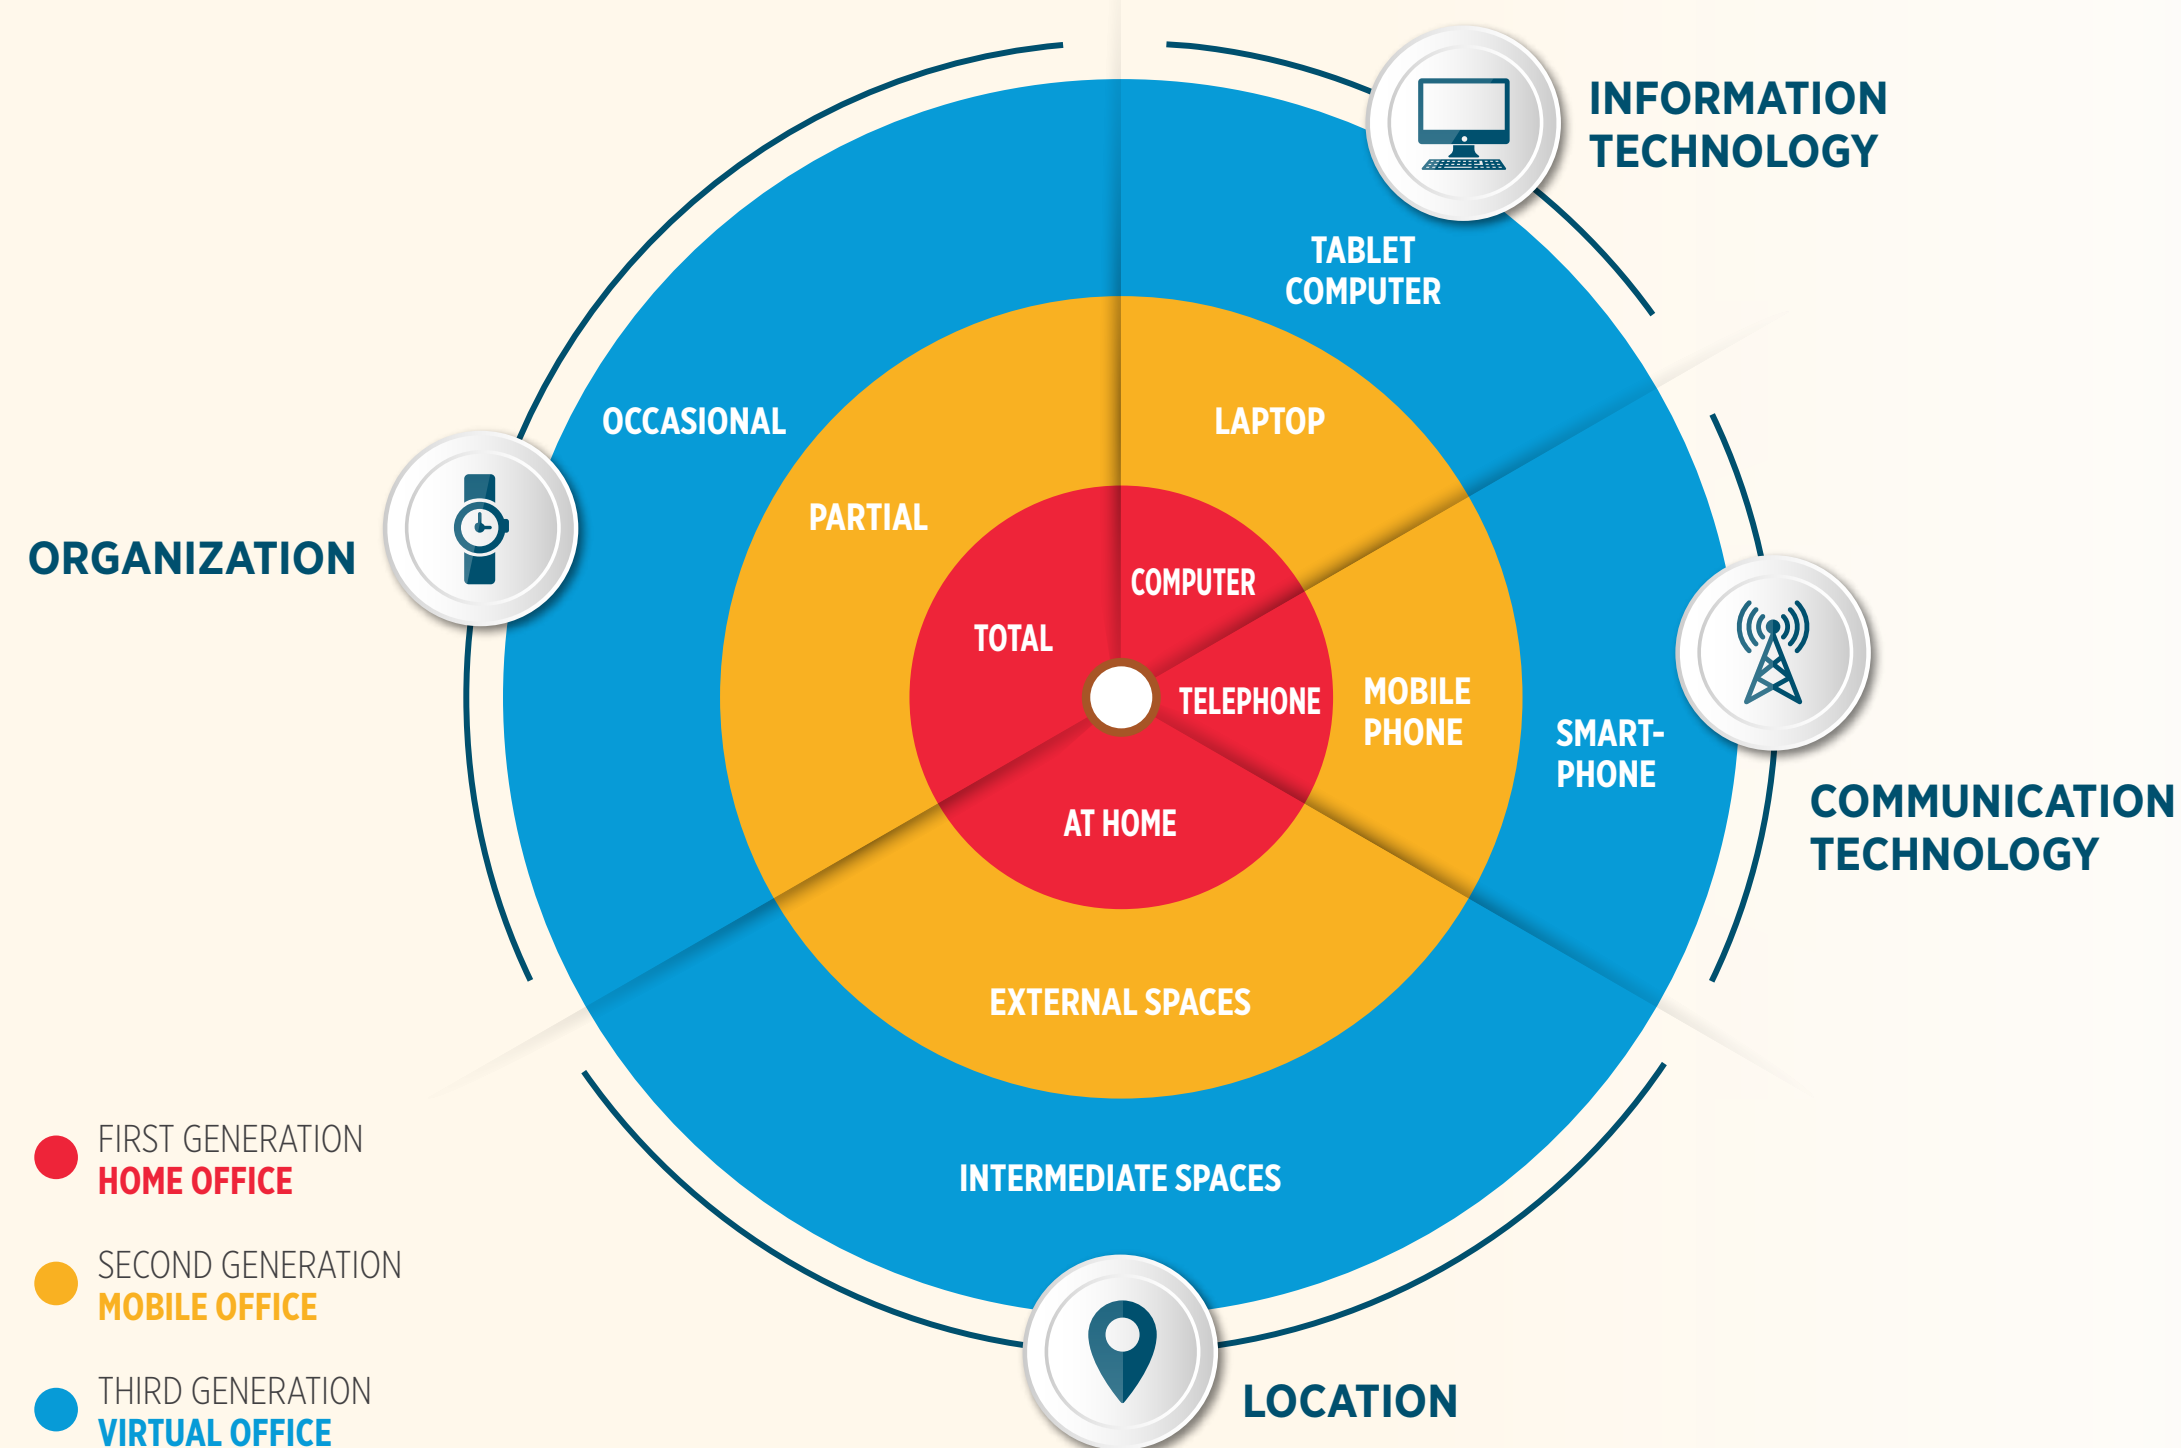 INFORMATION
TECHNOLOGY
TABLET
COMPUTER
OCCASIONAL
LAPTOP
PARTIAL
ORGANIZATION
COMPUTER
TOTAL
TELEPHONE
MOBILE
PHONE
SMART-
PHONE
COMMUNICATION
TECHNOLOGY
AT HOME
EXTERNAL SPACES
INTERMEDIATE SPACES
LOCATION
FIRST GENERATION
HOME OFFICE
SECOND GENERATION
MOBILE OFFICE
THIRD GENERATION
VIRTUAL OFFICE